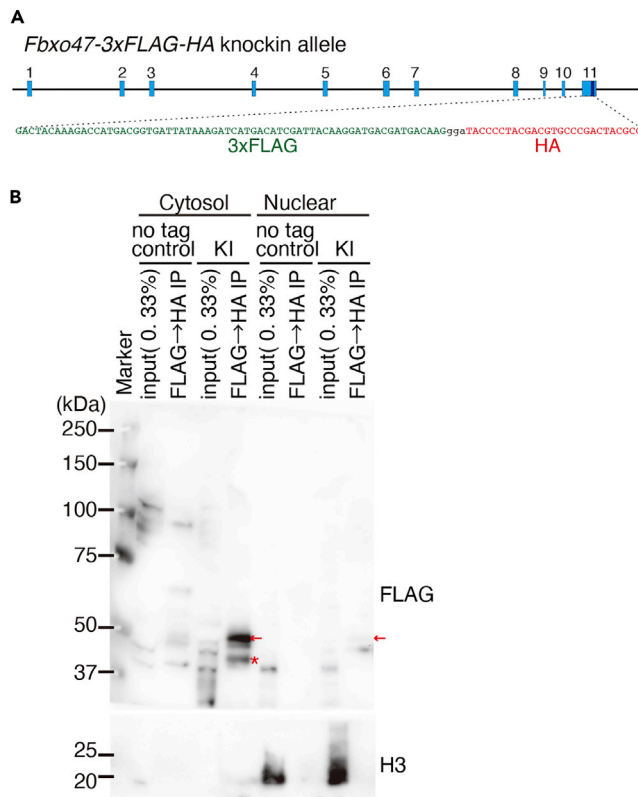 A
Fbxo47-3xFLAG-HA knockin allele
1 2 3 4 5 6 7 8 9 10 11
GACTACAAAGACCATGACGGTGATTATAAAGATCATGACATCGATTACAAGGATGACGATGACAAGggaTACCCCTACGACGTGCCCGACTACGCC
3xFLAG HA
B
Cytosol Nuclear
no tag control KI no tag control KI
Marker
input( 0. 33%)
FLAG→HA IP
input( 0. 33%)
FLAG→HA IP
input( 0. 33%)
FLAG→HA IP
input( 0. 33%)
FLAG→HA IP
(kDa)
250
150
100
75
50
37
FLAG
*
25
20
H3